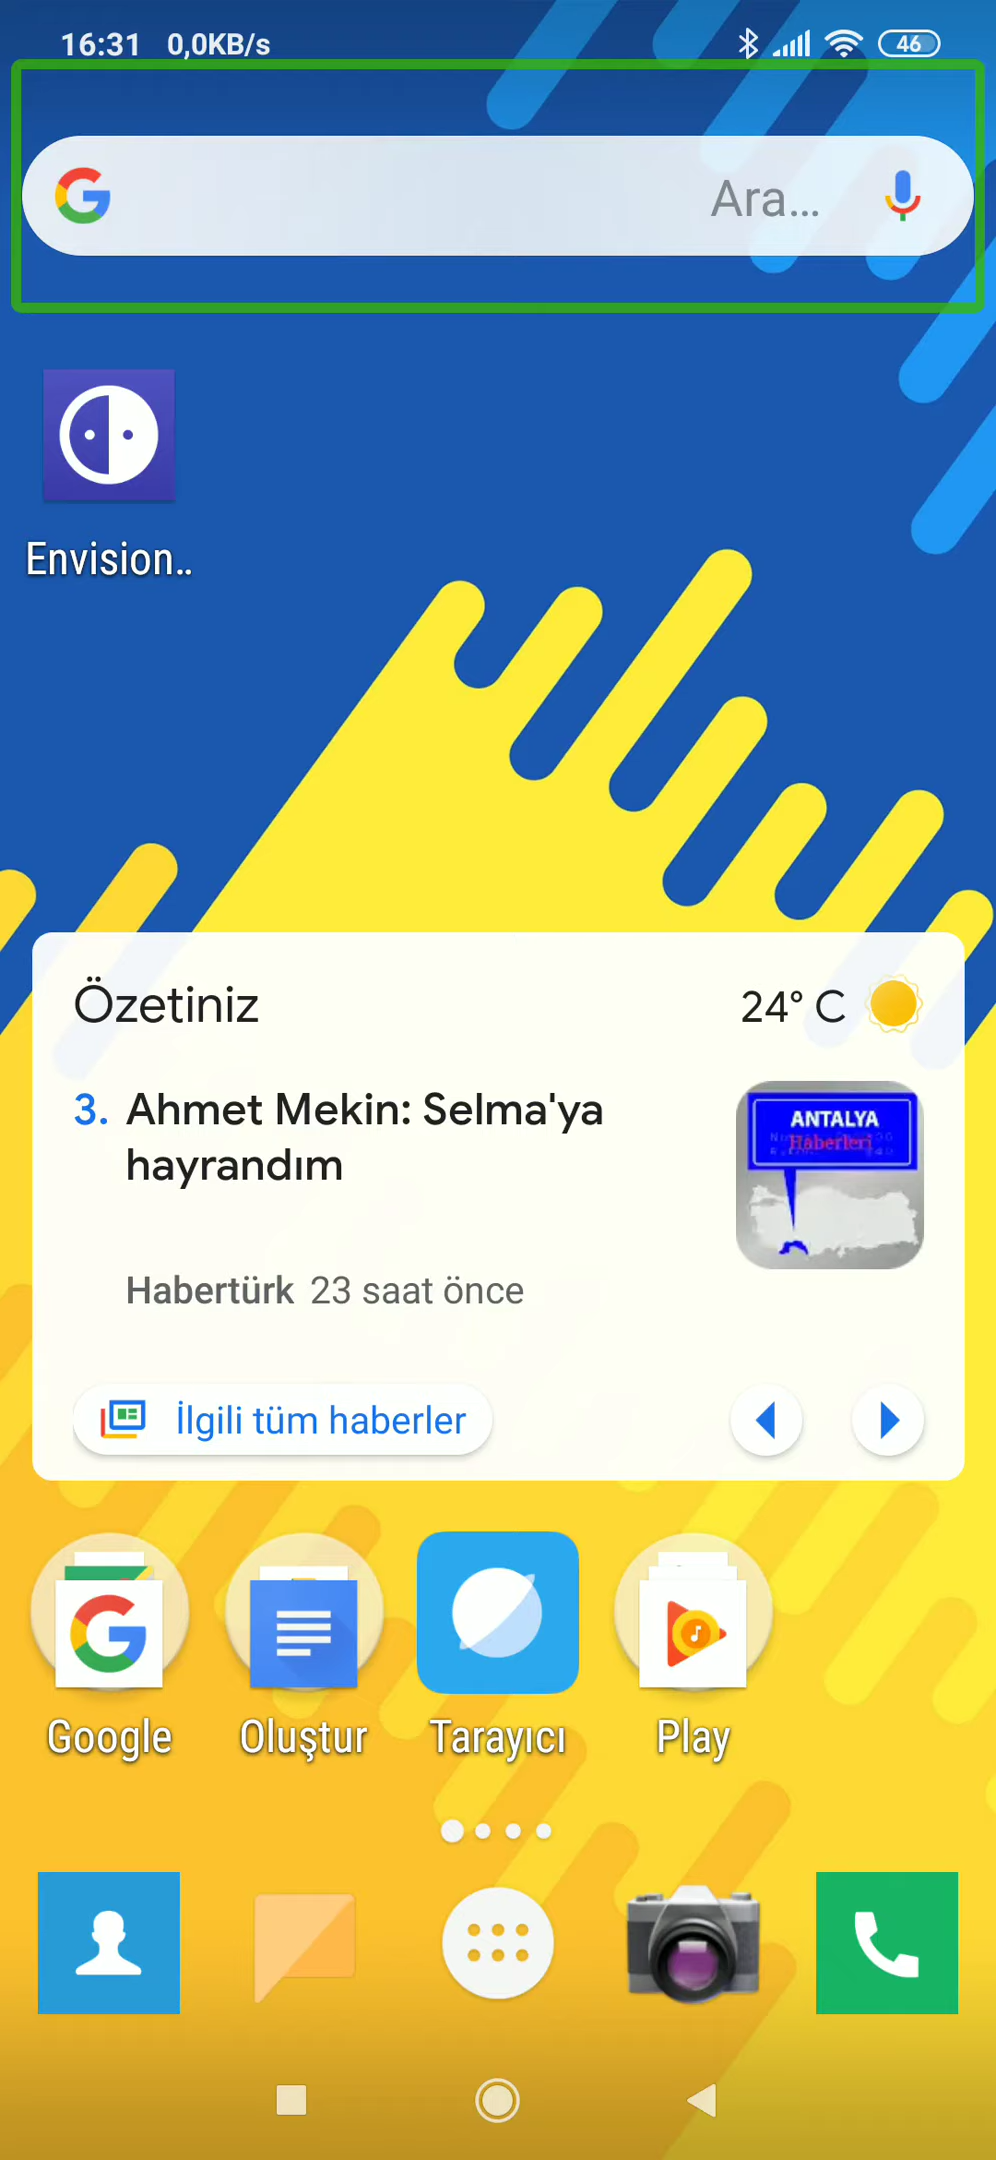 16:31 0,0KB/s 46
Ara...
Envision..
Özetiniz 24° C
3. Ahmet Mekin: Selma'ya
hayrandım
ANTALYA
Haberleri
Habertürk 23 saat önce
İlgili tüm haberler
Google Oluştur Tarayıcı Play